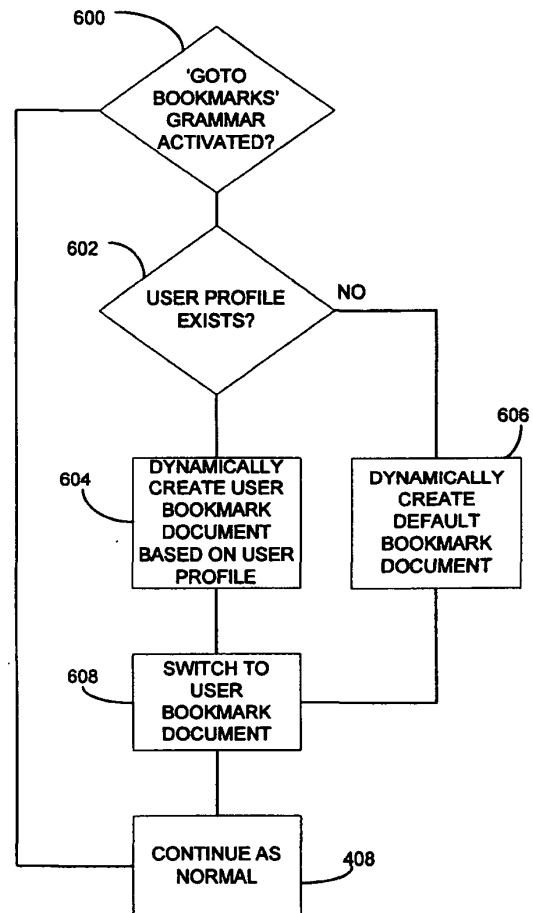 600
'GOTO
BOOKMARKS'
GRAMMAR
ACTIVATED?
602
USER PROFILE
EXISTS?
NO
606
604
DYNAMICALLY
CREATE USER
BOOKMARK
DOCUMENT
BASED ON USER
PROFILE
DYNAMICALLY
CREATE
DEFAULT
BOOKMARK
DOCUMENT
608
SWITCH TO
USER
BOOKMARK
DOCUMENT
CONTINUE AS
NORMAL
408